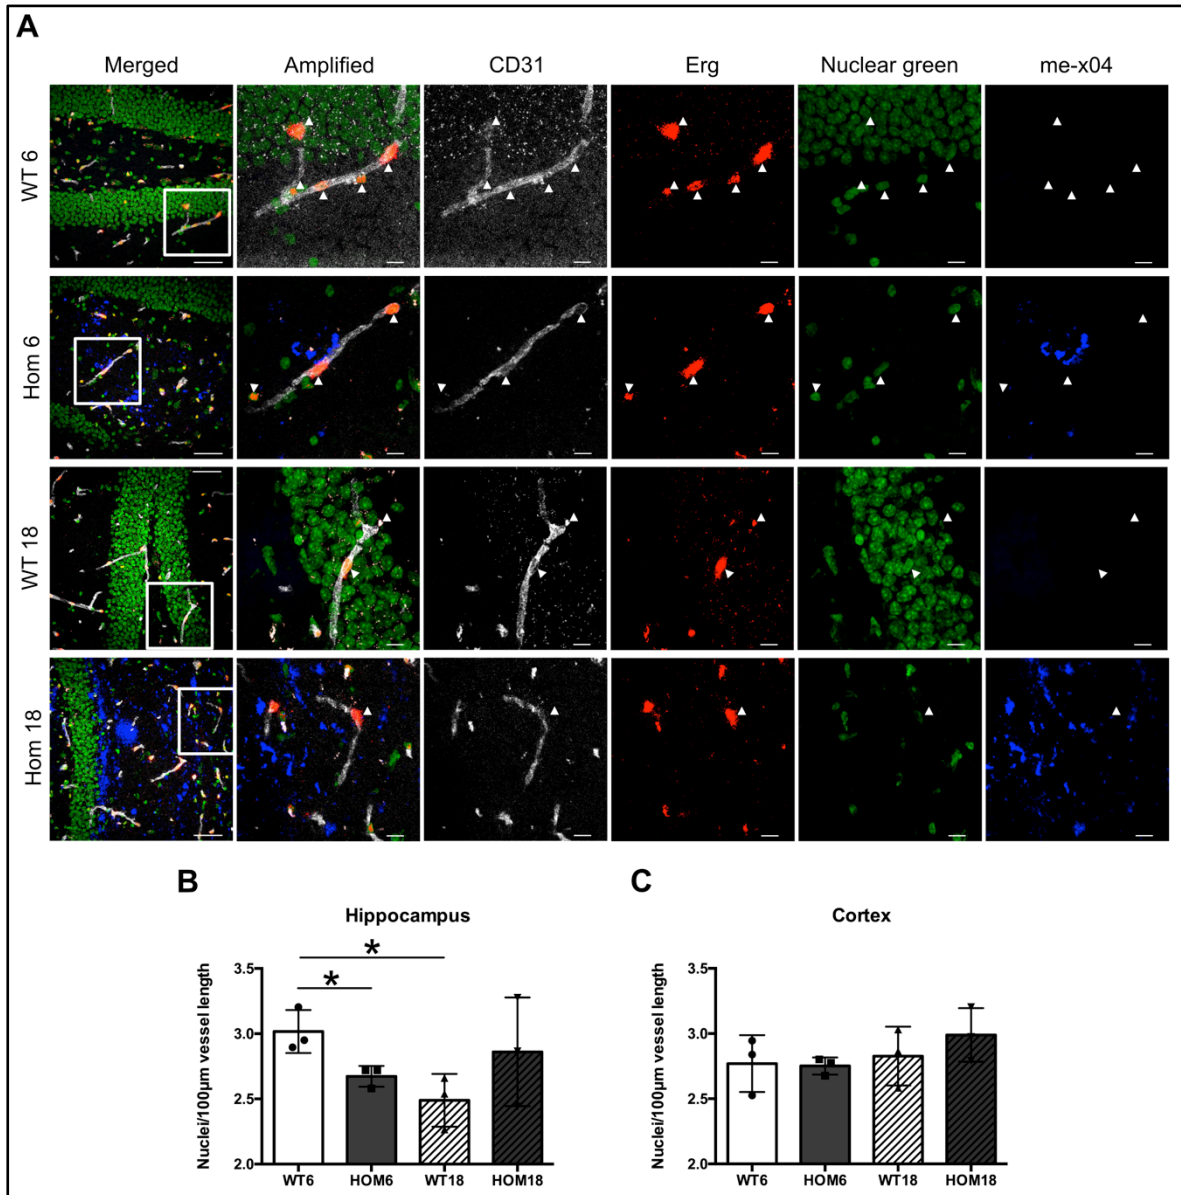 A
Merged Amplified CD31 Erg Nuclear green me-x04
WT 6
Hom 6
WT 18
Hom 18
B
Hippocampus
Nuclei/100µm vessel length
3.5
3.0
2.5
2.0
* *
WT6 HOM6 WT18 HOM18
C
Cortex
Nuclei/100µm vessel length
3.5
3.0
2.5
2.0
WT6 HOM6 WT18 HOM18